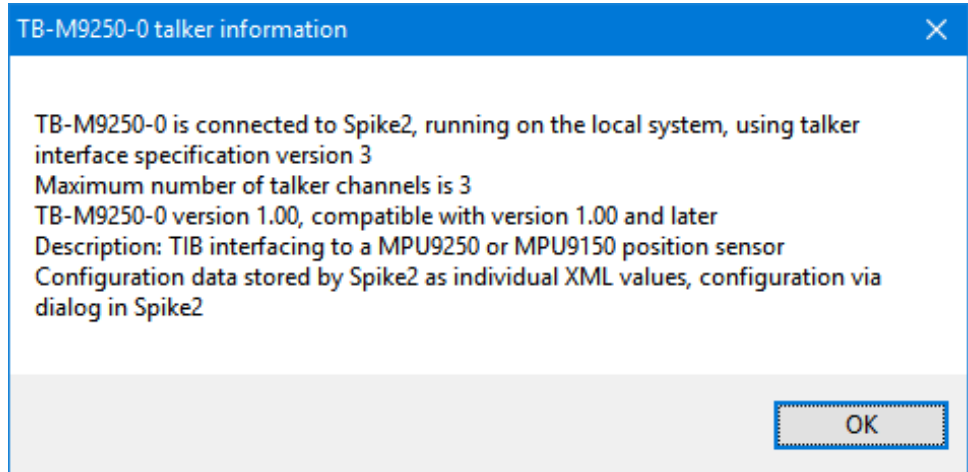 TB-M9250-0 talker information
TB-M9250-0 is connected to Spike2, running on the local system, using talker
interface specification version 3
Maximum number of talker channels is 3
TB-M9250-0 version 1.00, compatible with version 1.00 and later
Description: TIB interfacing to a MPU9250 or MPU9150 position sensor
Configuration data stored by Spike2 as individual XML values, configuration via
dialog in Spike2
OK